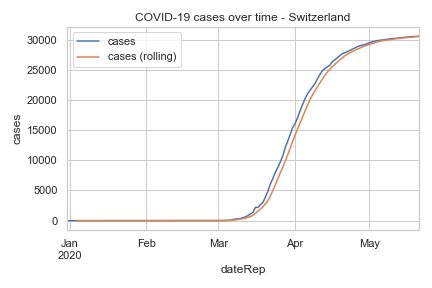 COVID-19 cases over time - Switzerland
cases
cases (rolling)
30000
25000
20000
15000
10000
5000
0
cases
Jan
2020
Feb
Mar
Apr
May
dateRep